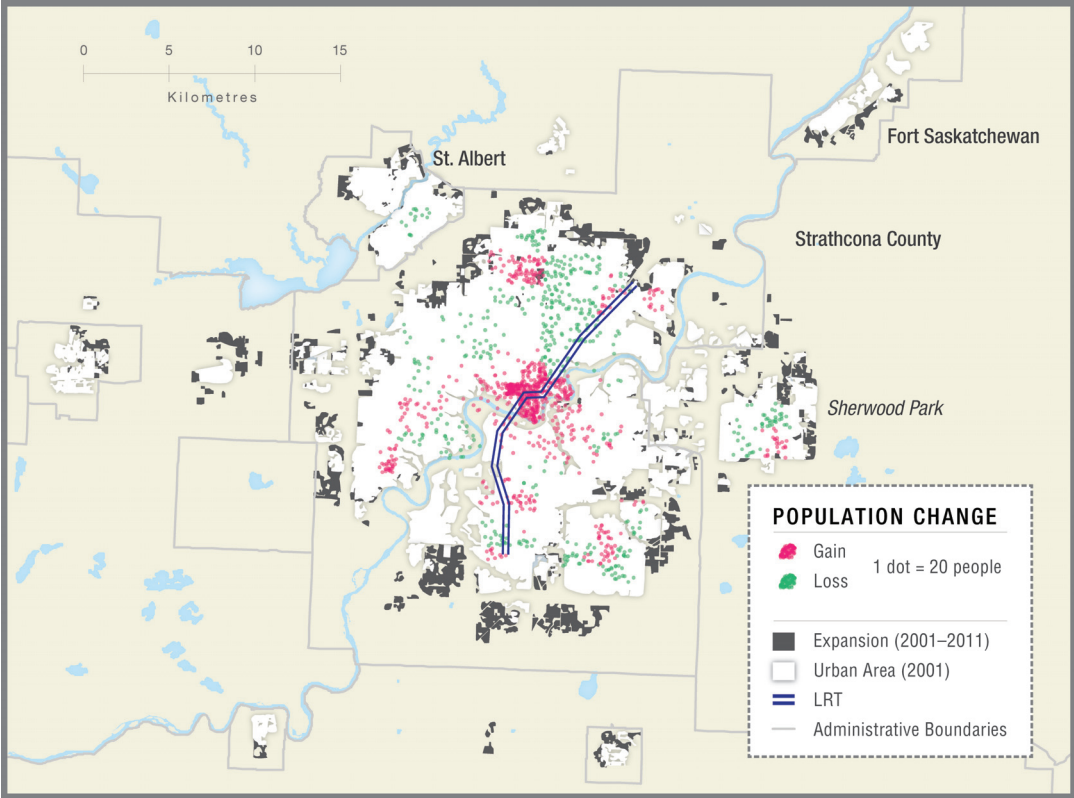 0 5 10 15
Kilometres
St. Albert
Fort Saskatchewan
Strathcona County
Sherwood Park
POPULATION CHANGE
Gain
1 dot = 20 people
Loss
Expansion (2001–2011)
Urban Area (2001)
LRT
Administrative Boundaries